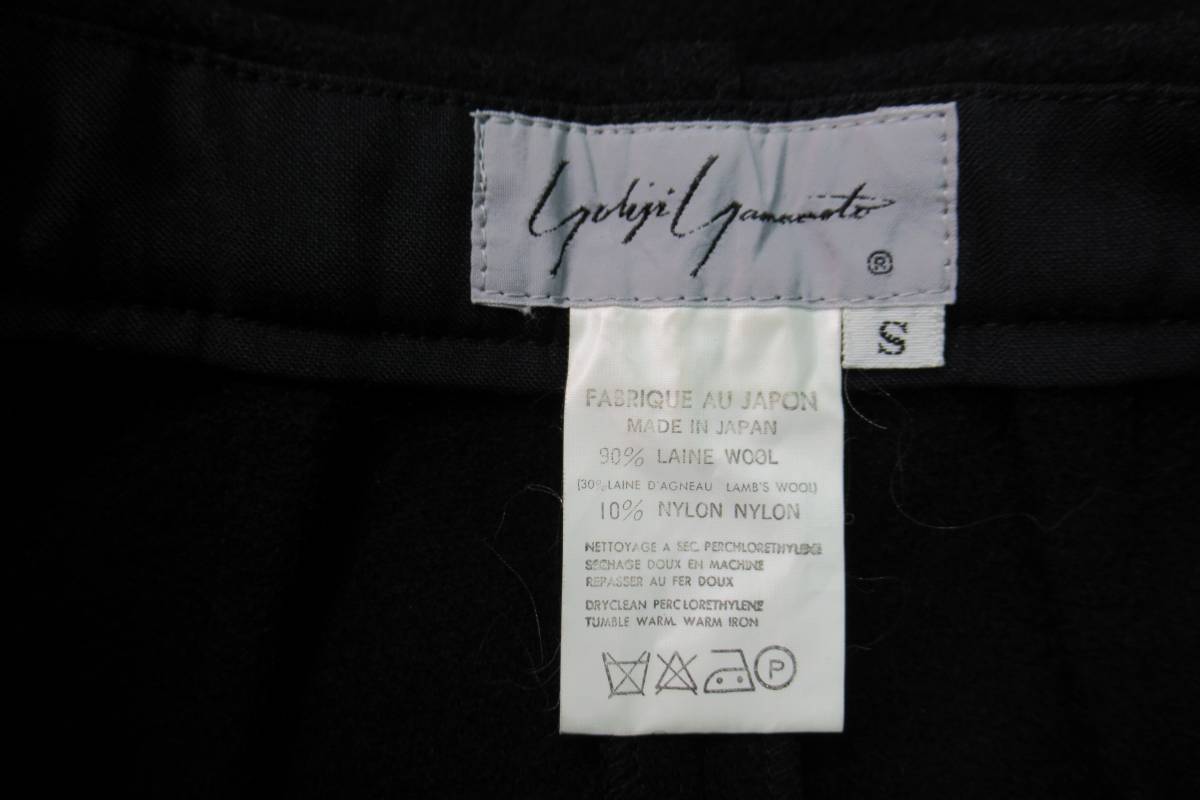 Yohji Yamamoto
®
S
FABRIQUE AU JAPON
MADE IN JAPAN
90% LAINE WOOL
(30% LAINE D'AGNEAU LAMB'S WOOL)
10% NYLON NYLON
NETTOYAGE A SEC. PERCHLORETHYLENE
SECHAGE DOUX EN MACHINE
REPASSER AU FER DOUX
DRYCLEAN PERCLORETHYLENE
TUMBLE WARM. WARM IRON
P